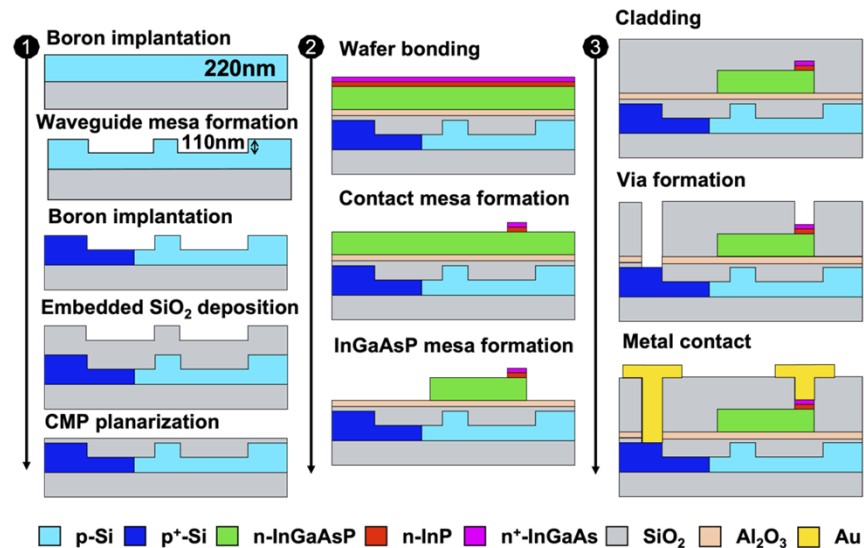 1
Boron implantation
220nm
Waveguide mesa formation
110nm
Boron implantation
Embedded SiO₂ deposition
CMP planarization
2
Wafer bonding
Contact mesa formation
InGaAsP mesa formation
3
Cladding
Via formation
Metal contact
p-Si p⁺-Si n-InGaAsP n-InP n⁺-InGaAs SiO₂ Al₂O₃ Au